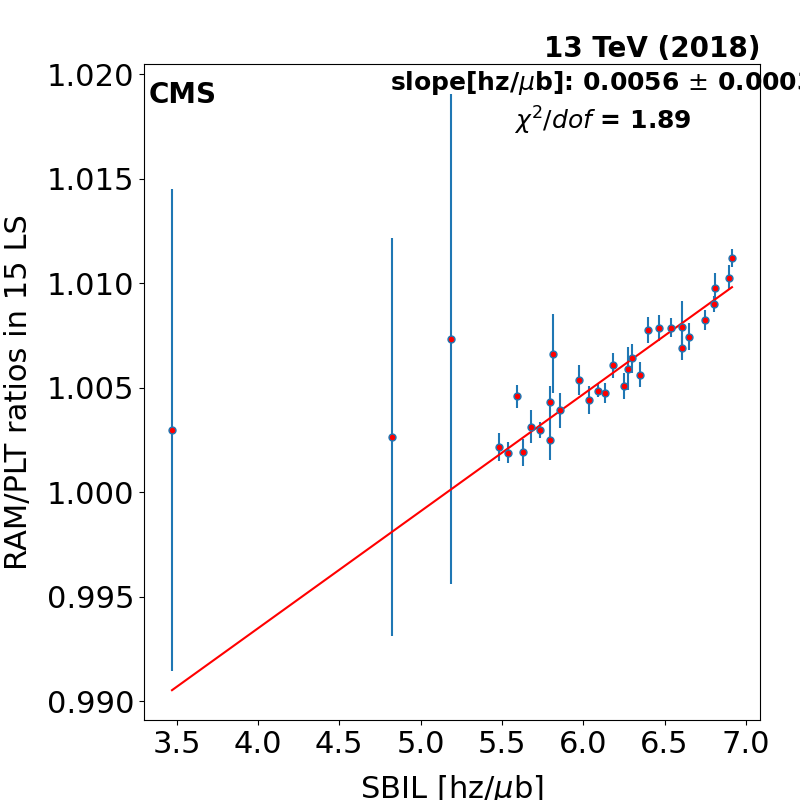 13 TeV (2018)
CMS
slope[hz/μb]: 0.0056 ± 0.0003
χ²/dof = 1.89
1.020
1.015
1.010
1.005
1.000
0.995
0.990
RAM/PLT ratios in 15 LS
3.5 4.0 4.5 5.0 5.5 6.0 6.5 7.0
SBIL [hz/μb]